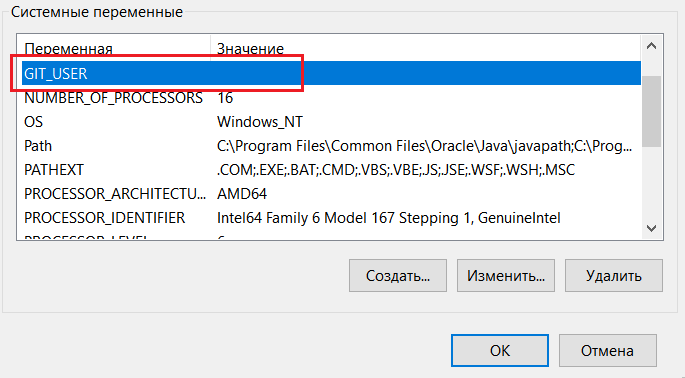 Системные переменные
Переменная Значение
GIT_USER
NUMBER_OF_PROCESSORS 16
OS Windows_NT
Path C:\Program Files\Common Files\Oracle\Java\javapath;C:\Prog...
PATHEXT .COM;.EXE;.BAT;.CMD;.VBS;.VBE;.JS;.JSE;.WSF;.WSH;.MSC
PROCESSOR_ARCHITECTU... AMD64
PROCESSOR_IDENTIFIER Intel64 Family 6 Model 167 Stepping 1, GenuineIntel
PROCESSOR_LEVEL 6
Создать... Изменить... Удалить
OK Отмена